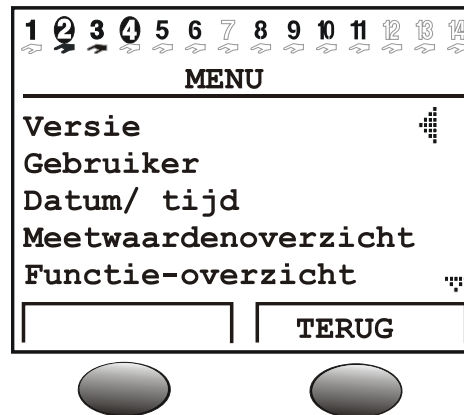 1 2 3 4 5 6 7 8 9 10 11 12 13 14
MENU
Versie
Gebruiker
Datum/ tijd
Meetwaardenoverzicht
Functie-overzicht
TERUG